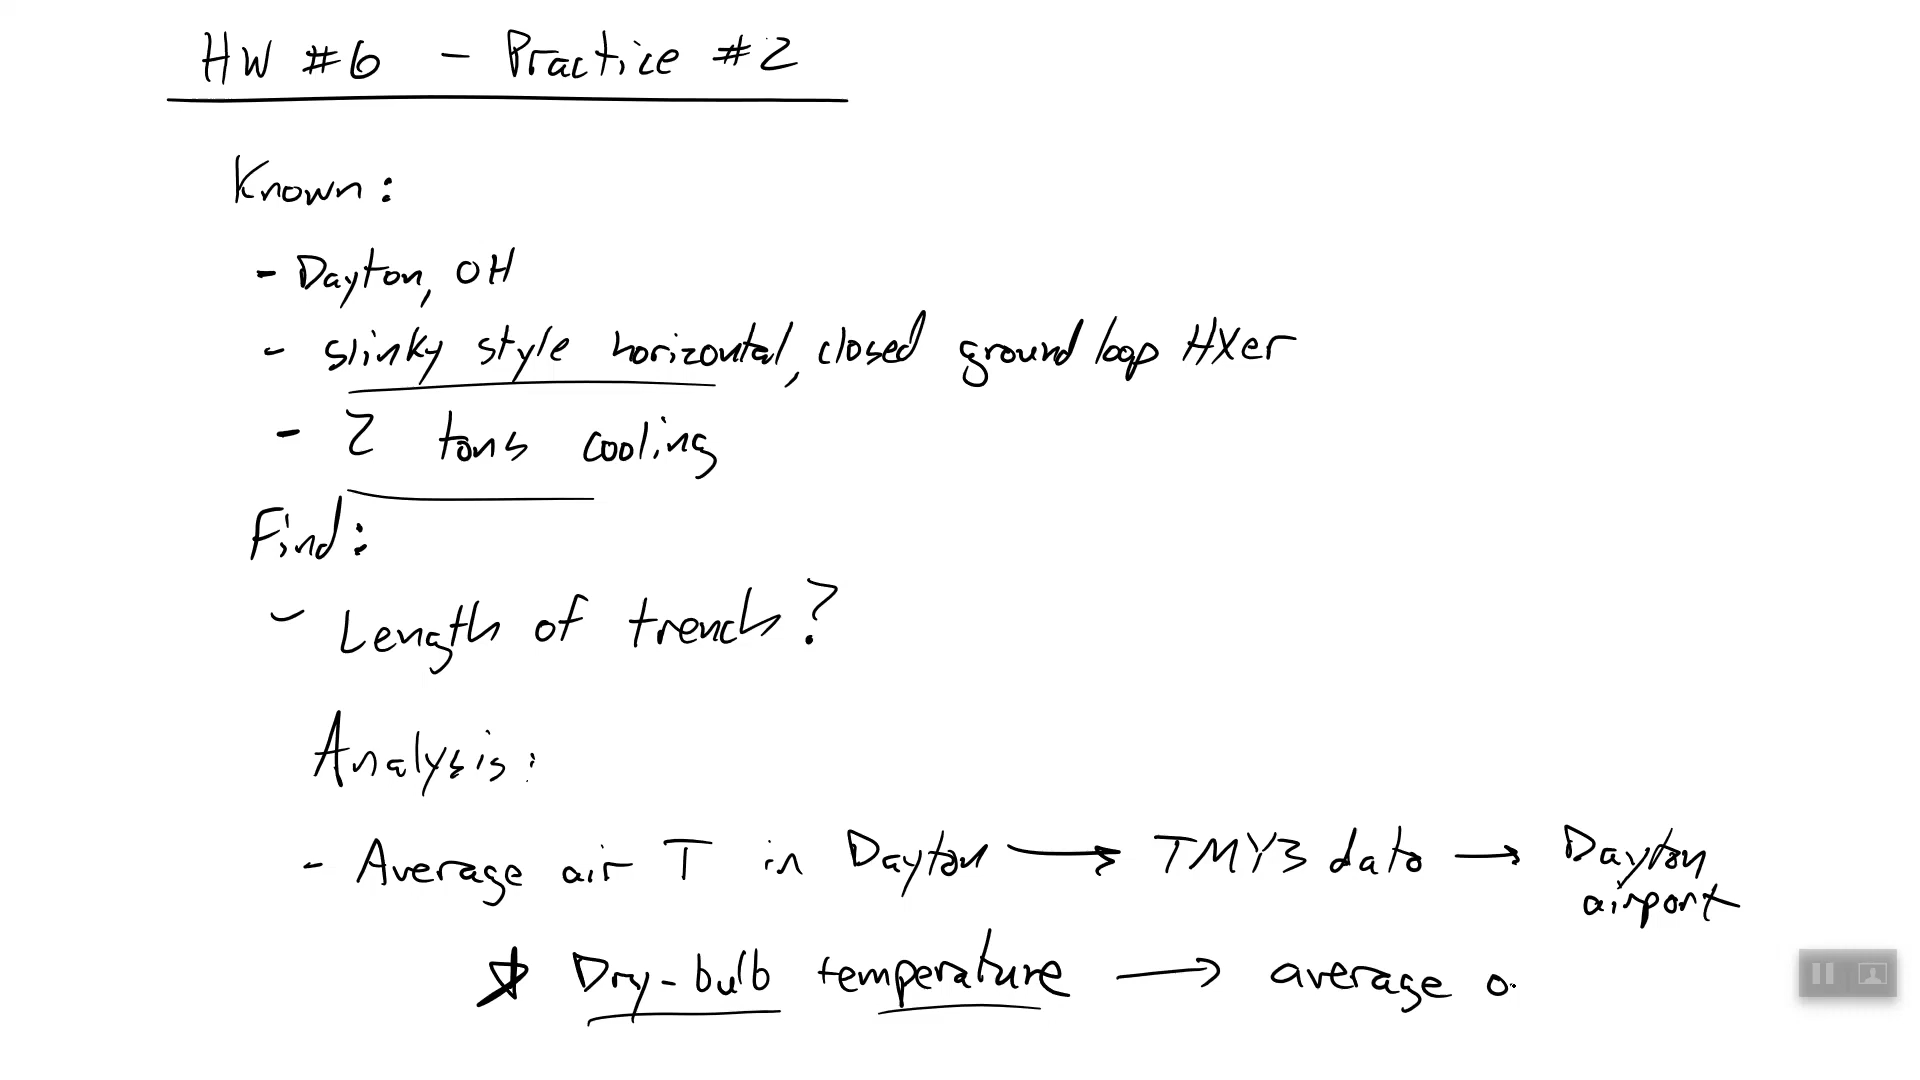 HW #6 - Practice #2
Known:
- Dayton, OH
- slinky style horizontal, closed ground loop HXer
- 2 tons cooling
Find:
- Length of trench?
Analysis:
- Average air T in Dayton → TMY3 data → Dayton airport
☆ Dry-bulb temperature → average o